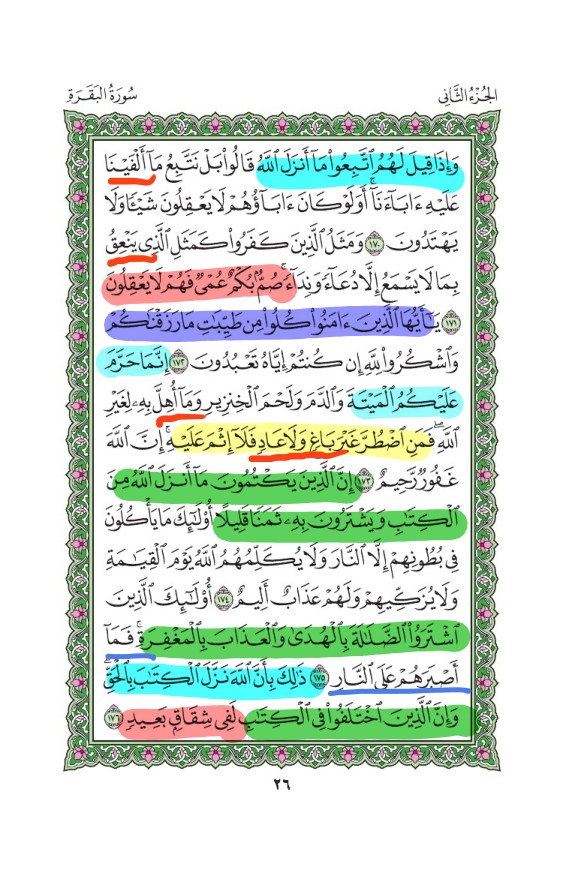 الجُزْءُ الثَّانِي
سُورَةُ البَقَرَةِ
وَإِذَا قِيلَ لَهُمُ ٱتَّبِعُوا۟ مَآ أَنزَلَ ٱللَّهُ قَالُوا۟ بَلْ نَتَّبِعُ مَآ أَلْفَيْنَا
عَلَيْهِ ءَابَآءَنَآ ۗ أَوَلَوْ كَانَ ءَابَآؤُهُمْ لَا يَعْقِلُونَ شَيْـًٔا وَلَا
يَهْتَدُونَ ١٧٠ وَمَثَلُ ٱلَّذِينَ كَفَرُوا۟ كَمَثَلِ ٱلَّذِى يَنْعِقُ
بِمَا لَا يَسْمَعُ إِلَّا دُعَآءً وَنِدَآءً ۚ صُمٌّۢ بُكْمٌ عُمْىٌ فَهُمْ لَا يَعْقِلُونَ
١٧١ يَـٰٓأَيُّهَا ٱلَّذِينَ ءَامَنُوا۟ كُلُوا۟ مِن طَيِّبَـٰتِ مَا رَزَقْنَـٰكُمْ
وَٱشْكُرُوا۟ لِلَّهِ إِن كُنتُمْ إِيَّاهُ تَعْبُدُونَ ١٧٢ إِنَّمَا حَرَّمَ
عَلَيْكُمُ ٱلْمَيْتَةَ وَٱلدَّمَ وَلَحْمَ ٱلْخِنزِيرِ وَمَآ أُهِلَّ بِهِۦ لِغَيْرِ
ٱللَّهِ ۖ فَمَنِ ٱضْطُرَّ غَيْرَ بَاغٍ وَلَا عَادٍ فَلَآ إِثْمَ عَلَيْهِ ۚ إِنَّ ٱللَّهَ
غَفُورٌ رَّحِيمٌ ١٧٣ إِنَّ ٱلَّذِينَ يَكْتُمُونَ مَآ أَنزَلَ ٱللَّهُ مِنَ
ٱلْكِتَـٰبِ وَيَشْتَرُونَ بِهِۦ ثَمَنًا قَلِيلًا ۙ أُو۟لَـٰٓئِكَ مَا يَأْكُلُونَ
فِى بُطُونِهِمْ إِلَّا ٱلنَّارَ وَلَا يُكَلِّمُهُمُ ٱللَّهُ يَوْمَ ٱلْقِيَـٰمَةِ
وَلَا يُزَكِّيهِمْ وَلَهُمْ عَذَابٌ أَلِيمٌ ١٧٤ أُو۟لَـٰٓئِكَ ٱلَّذِينَ
ٱشْتَرَوُا۟ ٱلضَّلَـٰلَةَ بِٱلْهُدَىٰ وَٱلْعَذَابَ بِٱلْمَغْفِرَةِ ۚ فَمَآ
أَصْبَرَهُمْ عَلَى ٱلنَّارِ ١٧٥ ذَٰلِكَ بِأَنَّ ٱللَّهَ نَزَّلَ ٱلْكِتَـٰبَ بِٱلْحَقِّ ۗ
وَإِنَّ ٱلَّذِينَ ٱخْتَلَفُوا۟ فِى ٱلْكِتَـٰبِ لَفِى شِقَاقٍۭ بَعِيدٍ ١٧٦
٢٦